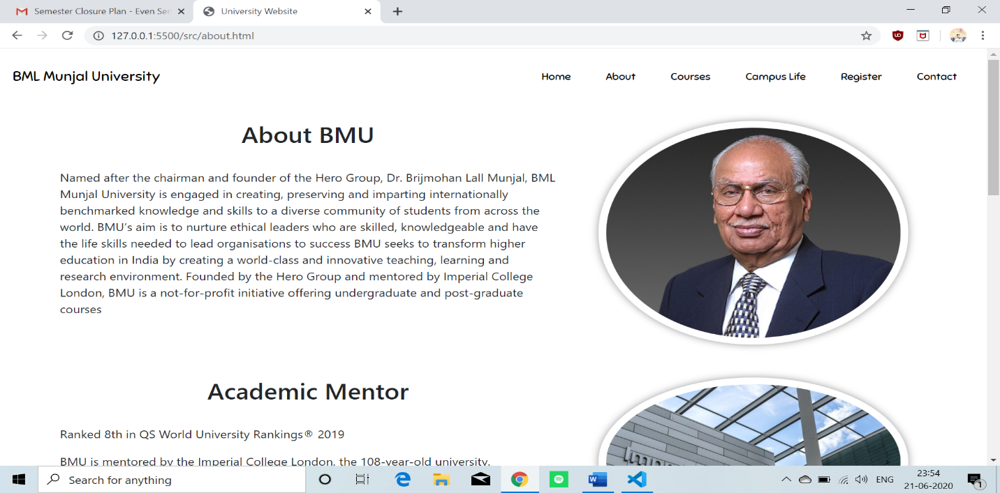 Semester Closure Plan - Even Sem
University Website
127.0.0.1:5500/src/about.html
BML Munjal University
Home About Courses Campus Life Register Contact
About BMU
Named after the chairman and founder of the Hero Group, Dr. Brijmohan Lall Munjal, BML
Munjal University is engaged in creating, preserving and imparting internationally
benchmarked knowledge and skills to a diverse community of students from across the
world. BMU's aim is to nurture ethical leaders who are skilled, knowledgeable and have
the life skills needed to lead organisations to success BMU seeks to transform higher
education in India by creating a world-class and innovative teaching, learning and
research environment. Founded by the Hero Group and mentored by Imperial College
London, BMU is a not-for-profit initiative offering undergraduate and post-graduate
courses
Academic Mentor
Ranked 8th in QS World University Rankings® 2019
BMU is mentored by the Imperial College London, the 108-year-old university.
Search for anything
ENG
23:54
21-06-2020
1